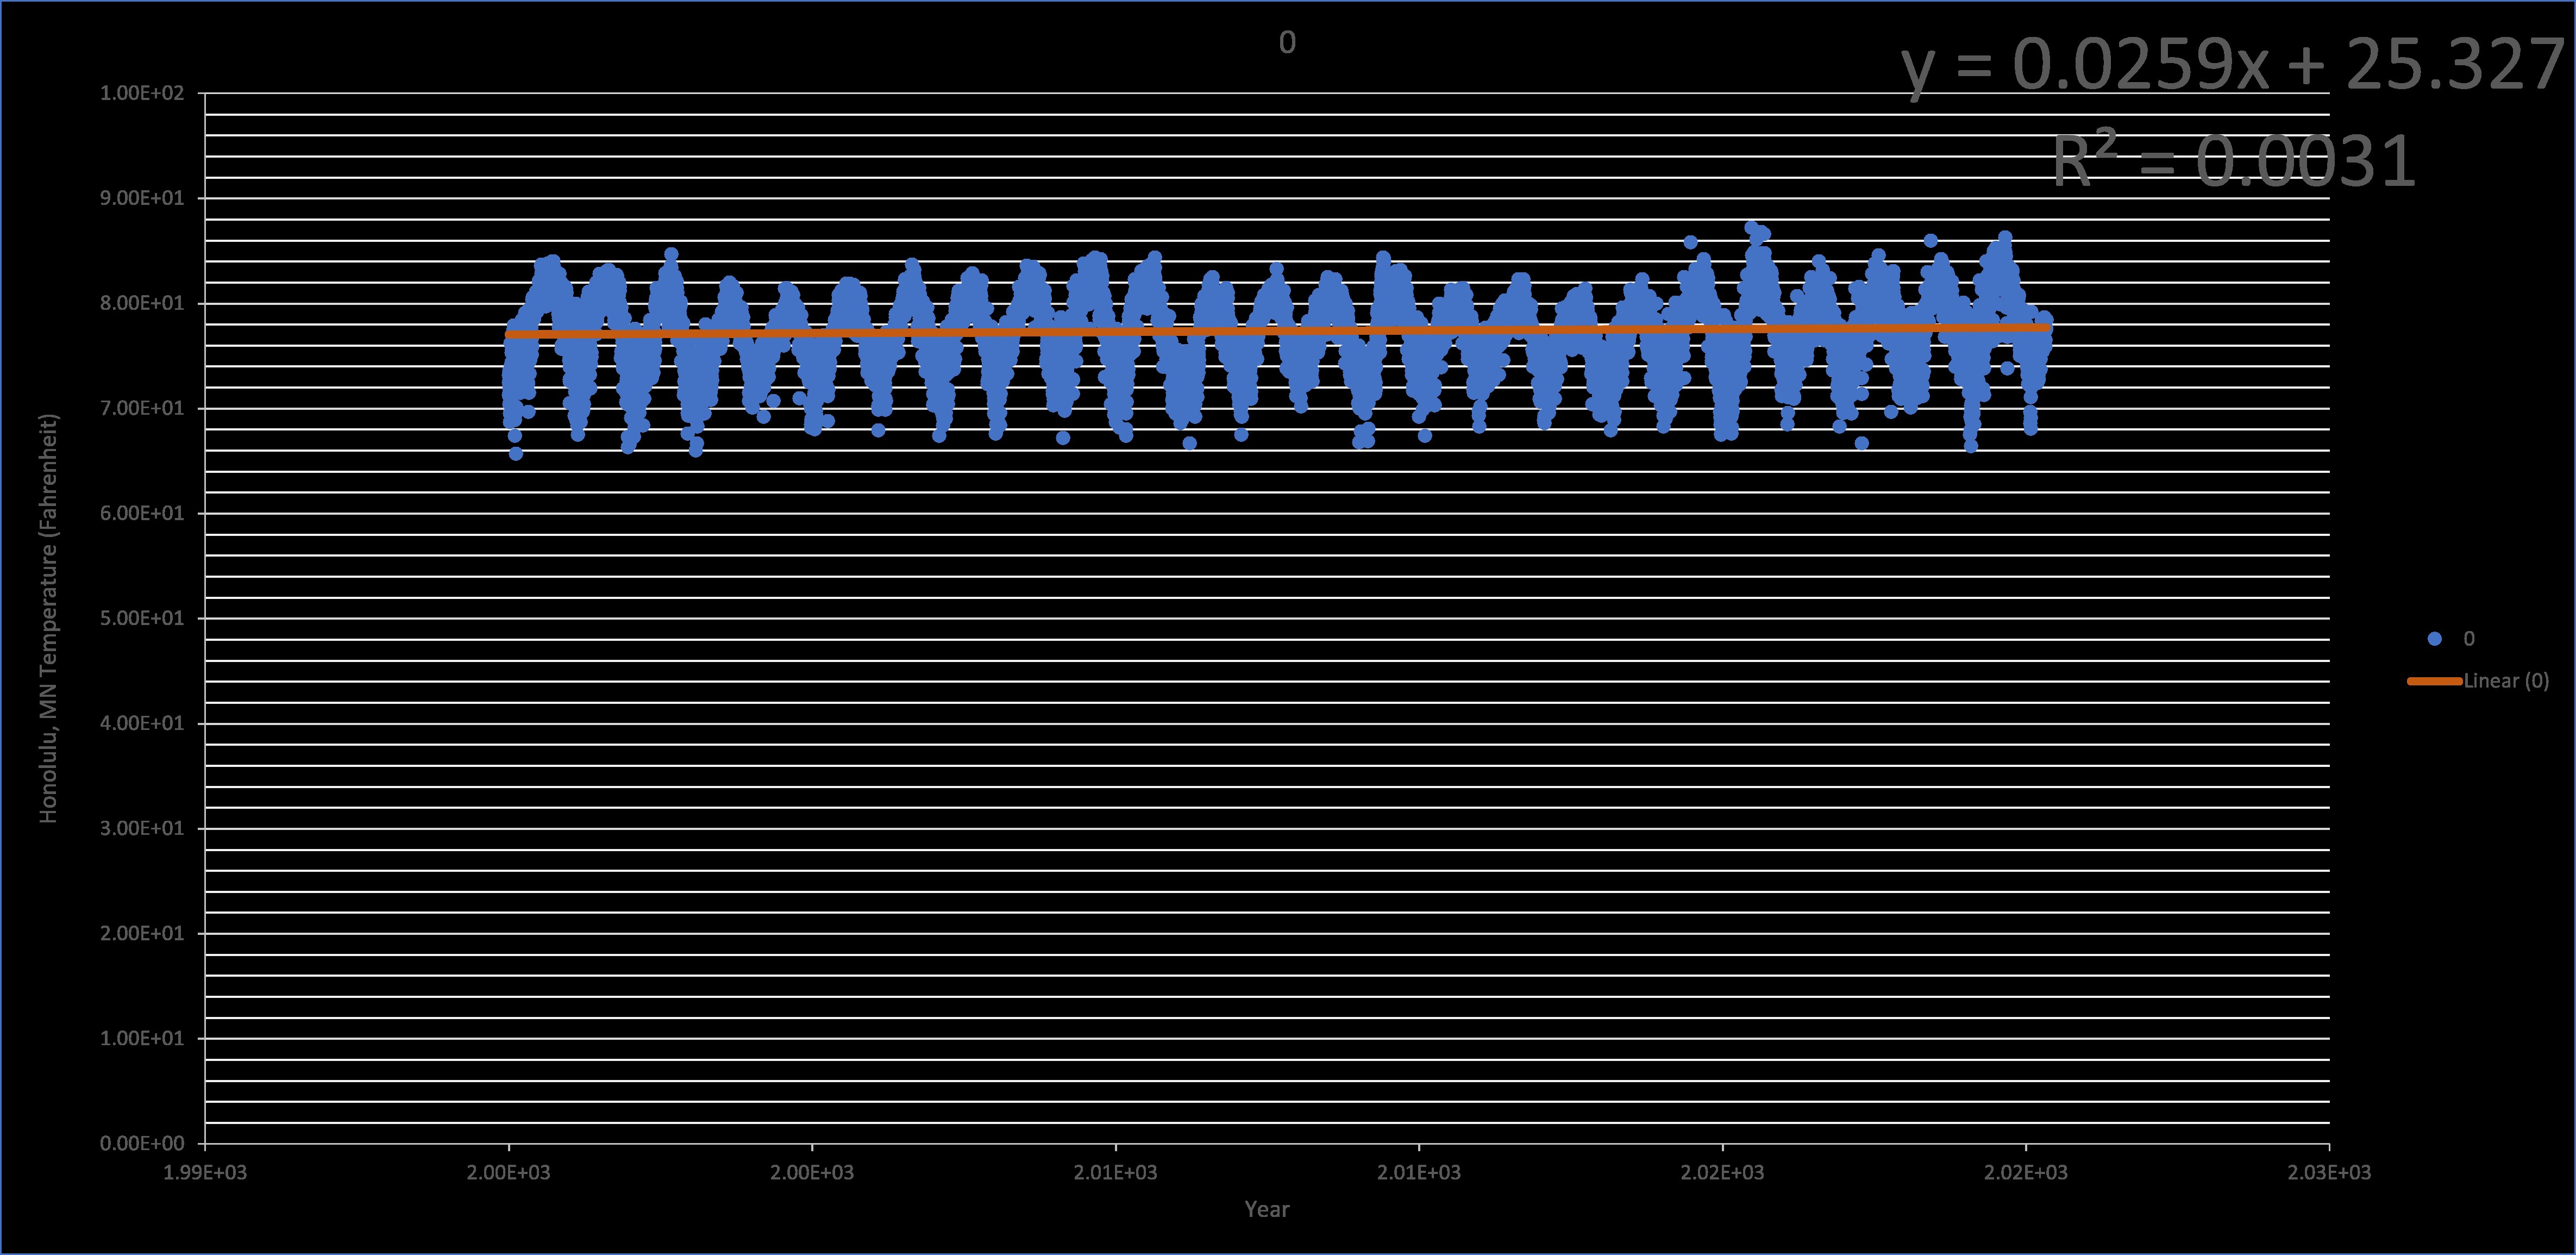 0
y = 0.0259x + 25.327
R² = 0.0031
1.00E+02
9.00E+01
8.00E+01
7.00E+01
6.00E+01
5.00E+01
4.00E+01
3.00E+01
2.00E+01
1.00E+01
0.00E+00
Honolulu, MN Temperature (Fahrenheit)
1.99E+03 2.00E+03 2.00E+03 2.01E+03 2.01E+03 2.02E+03 2.02E+03 2.03E+03
Year
0
Linear (0)